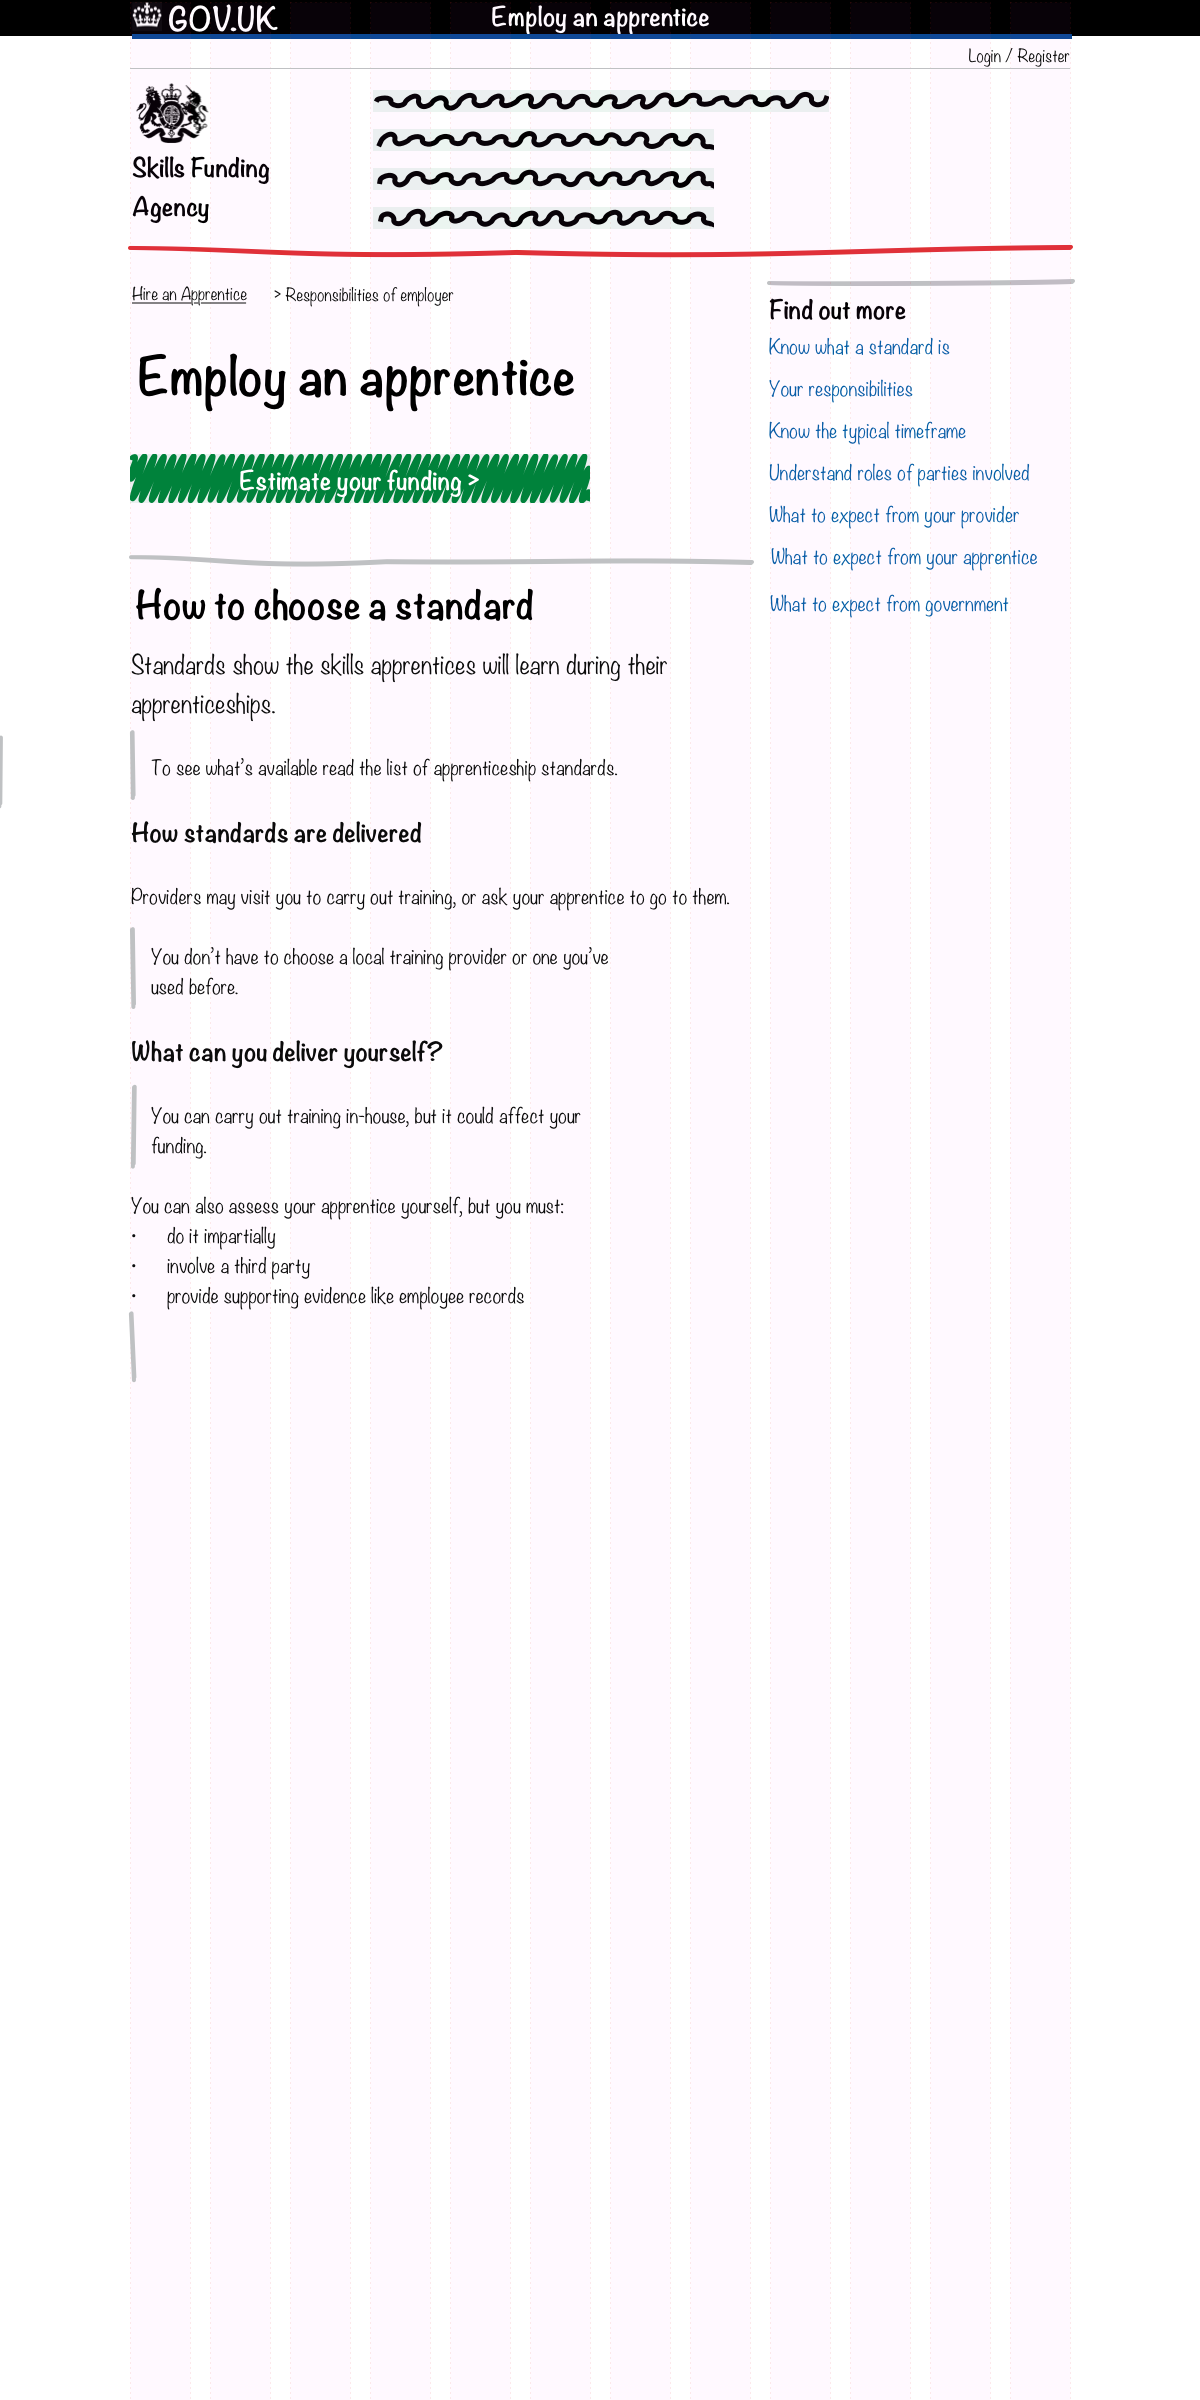 GOV.UK
Employ an apprentice
Login / Register
Skills Funding
Agency
Hire an Apprentice > Responsibilities of employer
Employ an apprentice
Estimate your funding >
How to choose a standard
Standards show the skills apprentices will learn during their
apprenticeships.
To see what's available read the list of apprenticeship standards.
How standards are delivered
Providers may visit you to carry out training, or ask your apprentice to go to them.
You don't have to choose a local training provider or one you've
used before.
What can you deliver yourself?
You can carry out training in-house, but it could affect your
funding.
You can also assess your apprentice yourself, but you must:
• do it impartially
• involve a third party
• provide supporting evidence like employee records
Find out more
Know what a standard is
Your responsibilities
Know the typical timeframe
Understand roles of parties involved
What to expect from your provider
What to expect from your apprentice
What to expect from government